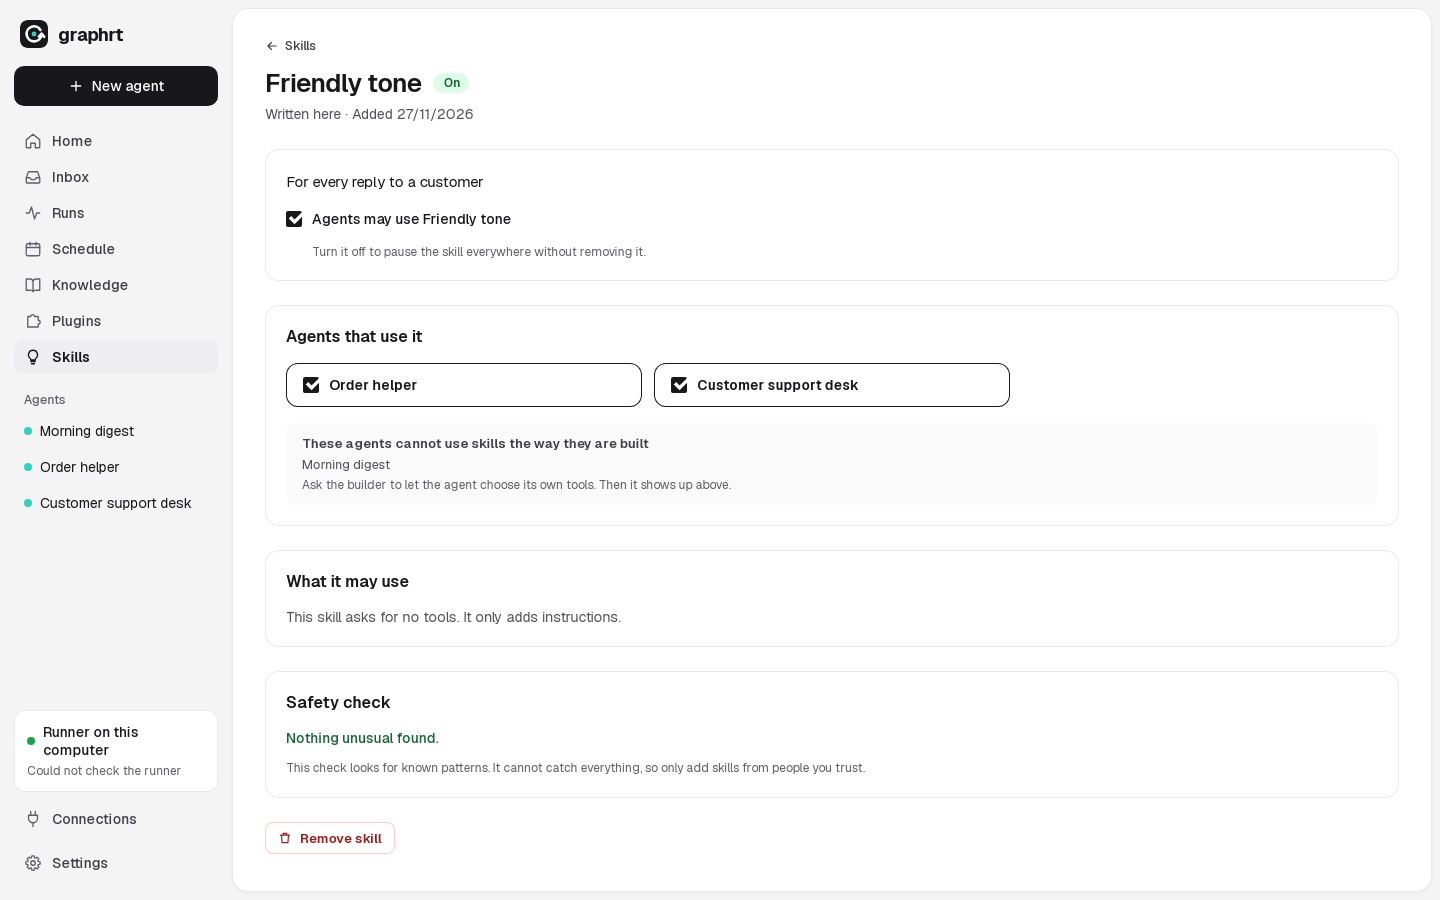 graphrt
New agent
Home
Inbox
Runs
Schedule
Knowledge
Plugins
Skills
Agents
Morning digest
Order helper
Customer support desk
Runner on this
computer
Could not check the runner
Connections
Settings
Skills
Friendly tone On
Written here · Added 27/11/2026
For every reply to a customer
Agents may use Friendly tone
Turn it off to pause the skill everywhere without removing it.
Agents that use it
Order helper
Customer support desk
These agents cannot use skills the way they are built
Morning digest
Ask the builder to let the agent choose its own tools. Then it shows up above.
What it may use
This skill asks for no tools. It only adds instructions.
Safety check
Nothing unusual found.
This check looks for known patterns. It cannot catch everything, so only add skills from people you trust.
Remove skill